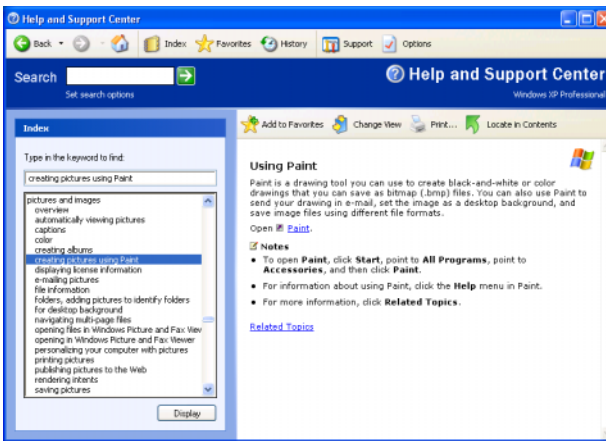 Help and Support Center
Back Index Favorites History Support Options
Search
Set search options
Help and Support Center
Windows XP Professional
Index
Add to Favorites Change View Print... Locate in Contents
Type in the keyword to find:
creating pictures using Paint
pictures and images
overview
automatically viewing pictures
captions
color
creating albums
creating pictures using Paint
displaying license information
e-mailing pictures
file information
folders, adding pictures to identify folders
for desktop background
navigating multi-page files
opening files in Windows Picture and Fax View
opening in Windows Picture and Fax Viewer
personalizing your computer with pictures
printing pictures
publishing pictures to the Web
rendering intents
saving pictures
Display
Using Paint
Paint is a drawing tool you can use to create black-and-white or color
drawings that you can save as bitmap (.bmp) files. You can also use Paint to
send your drawing in e-mail, set the image as a desktop background, and
save image files using different file formats.
Open Paint.
Notes
• To open Paint, click Start, point to All Programs, point to
Accessories, and then click Paint.
• For information about using Paint, click the Help menu in Paint.
• For more information, click Related Topics.
Related Topics